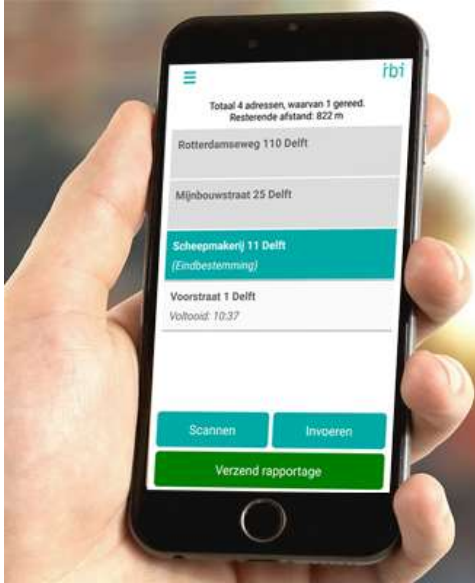 rbi
Totaal 4 adressen, waarvan 1 gereed.
Resterende afstand: 822 m
Rotterdamseweg 110 Delft
Mijnbouwstraat 25 Delft
Scheepmakerij 11 Delft
(Eindbestemming)
Voorstraat 1 Delft
Voltooid: 10:37
Scannen
Invoeren
Verzend rapportage